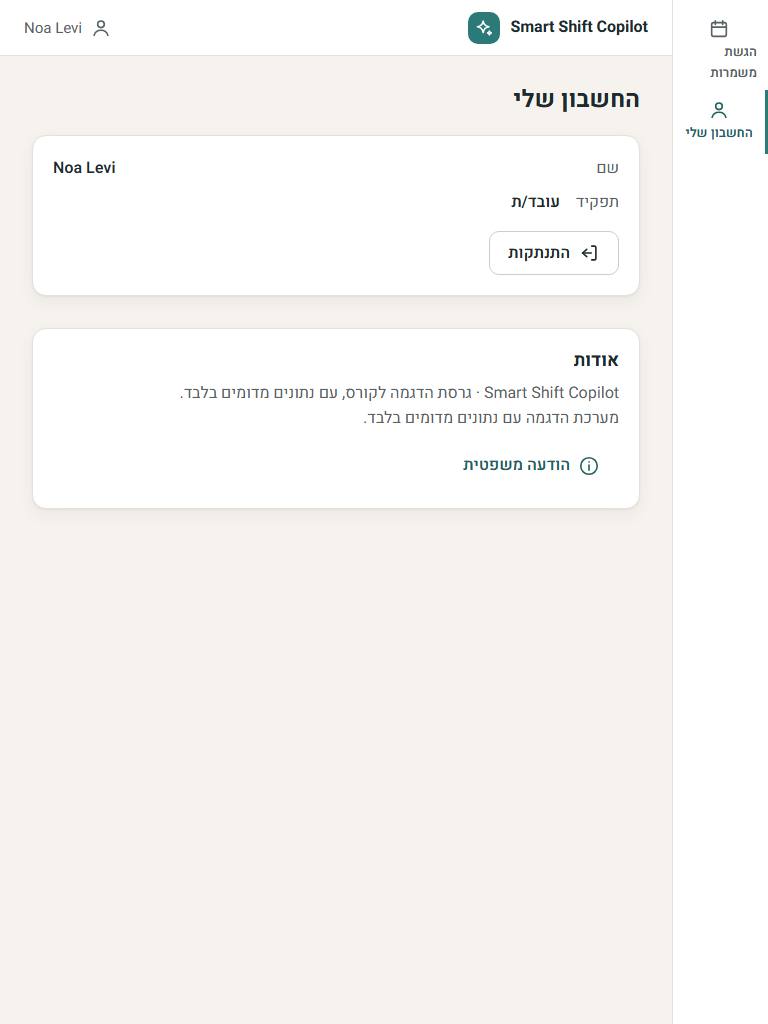 Smart Shift Copilot
Noa Levi
הגשת
משמרות
החשבון שלי
החשבון שלי
שם Noa Levi
תפקיד עובד/ת
התנתקות
אודות
Smart Shift Copilot · גרסת הדגמה לקורס, עם נתונים מדומים בלבד.
מערכת הדגמה עם נתונים מדומים בלבד.
הודעה משפטית